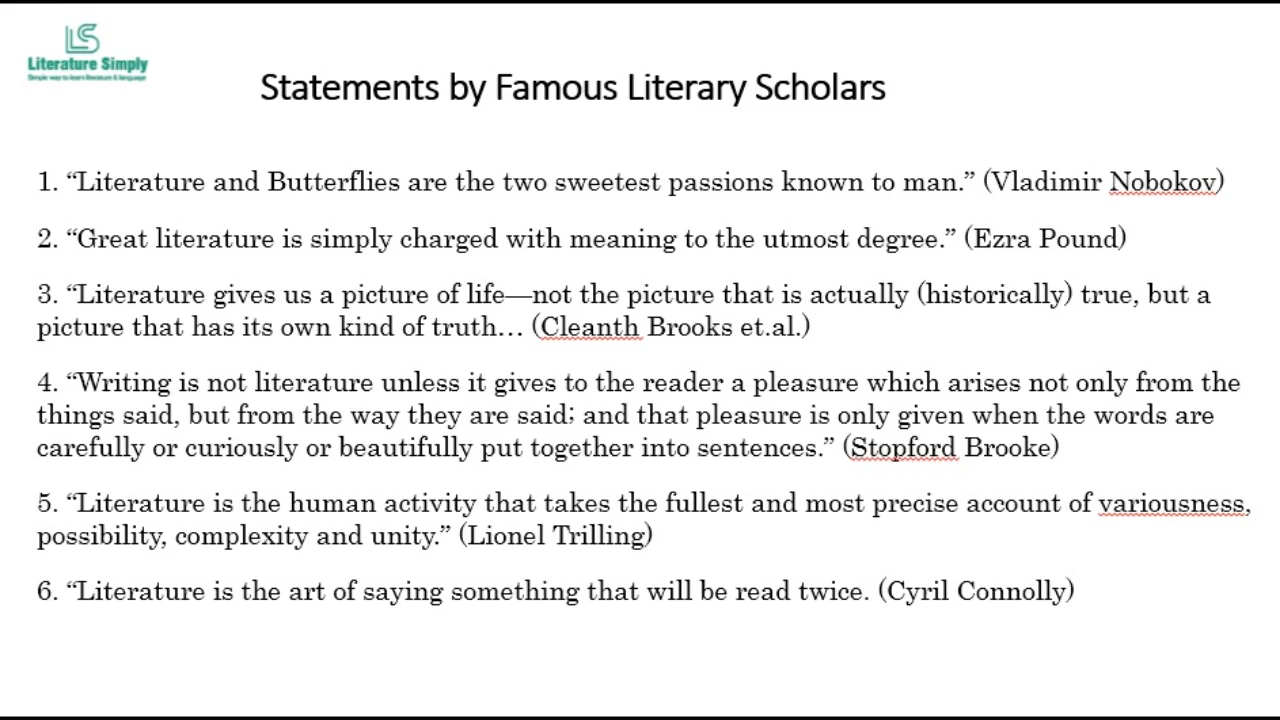 LS
Literature Simply
Simple way to learn literature & language
Statements by Famous Literary Scholars
1. “Literature and Butterflies are the two sweetest passions known to man.” (Vladimir Nobokov)
2. “Great literature is simply charged with meaning to the utmost degree.” (Ezra Pound)
3. “Literature gives us a picture of life—not the picture that is actually (historically) true, but a
picture that has its own kind of truth… (Cleanth Brooks et.al.)
4. “Writing is not literature unless it gives to the reader a pleasure which arises not only from the
things said, but from the way they are said; and that pleasure is only given when the words are
carefully or curiously or beautifully put together into sentences.” (Stopford Brooke)
5. “Literature is the human activity that takes the fullest and most precise account of variousness,
possibility, complexity and unity.” (Lionel Trilling)
6. “Literature is the art of saying something that will be read twice. (Cyril Connolly)